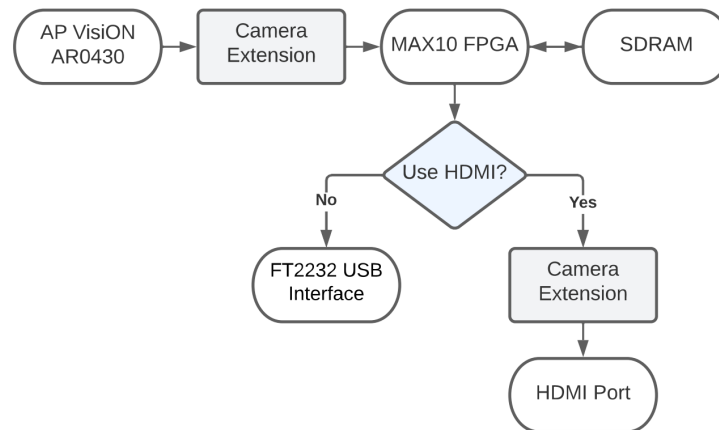 AP VisiON
AR0430
Camera
Extension
MAX10 FPGA
SDRAM
Use HDMI?
No
Yes
FT2232 USB
Interface
Camera
Extension
HDMI Port